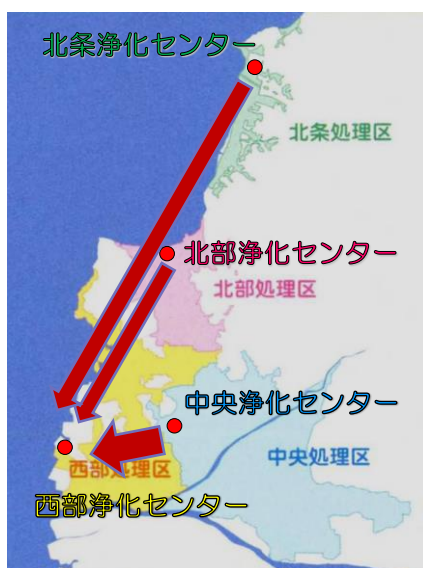 北条浄化センター
北条処理区
北部浄化センター
北部処理区
中央浄化センター
中央処理区
西部処理区
西部浄化センター